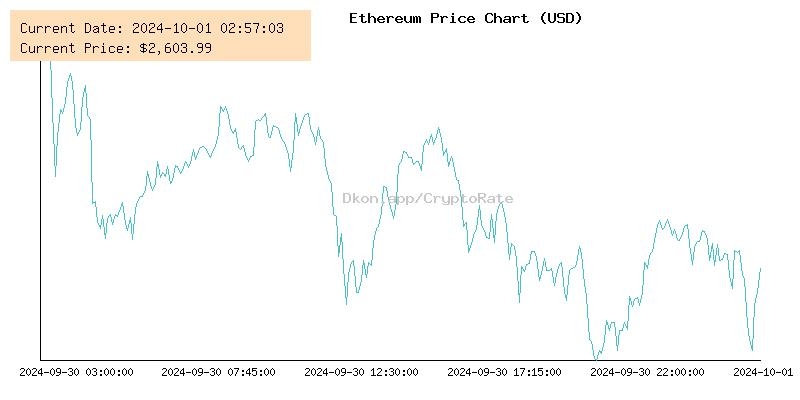 Ethereum Price Chart (USD)
Current Date: 2024-10-01 02:57:03
Current Price: $2,603.99
Dkon.app/CryptoRate
2024-09-30 03:00:00 2024-09-30 07:45:00 2024-09-30 12:30:00 2024-09-30 17:15:00 2024-09-30 22:00:00 2024-10-01